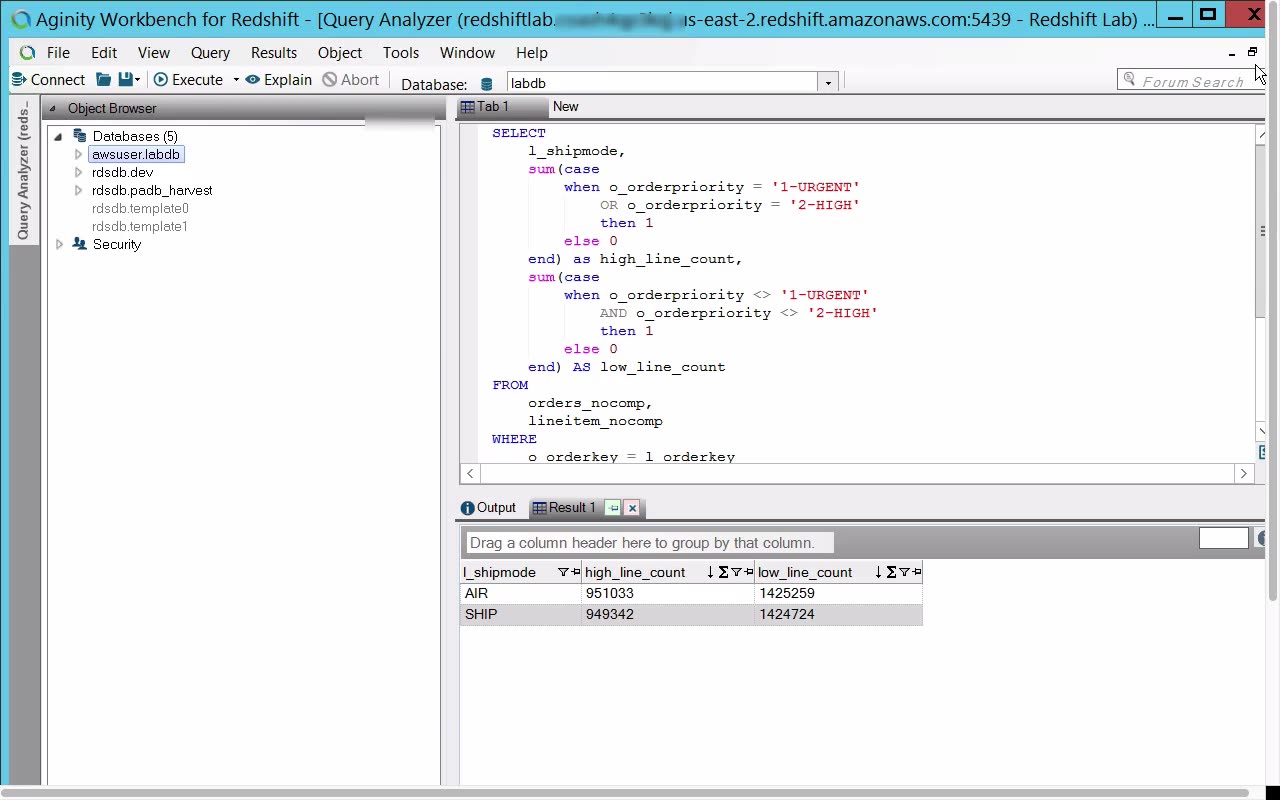 Aginity Workbench for Redshift - [Query Analyzer (redshiftlab. s-east-2.redshift.amazonaws.com:5439 - Redshift Lab) ...
File Edit View Query Results Object Tools Window Help
Connect Execute Explain Abort Database: labdb Forum Search
Query Analyzer (reds...
Object Browser
Databases (5)
awsuser.labdb
rdsdb.dev
rdsdb.padb_harvest
rdsdb.template0
rdsdb.template1
Security
Tab 1 New
SELECT
l_shipmode,
sum(case
when o_orderpriority = '1-URGENT'
OR o_orderpriority = '2-HIGH'
then 1
else 0
end) as high_line_count,
sum(case
when o_orderpriority <> '1-URGENT'
AND o_orderpriority <> '2-HIGH'
then 1
else 0
end) AS low_line_count
FROM
orders_nocomp,
lineitem_nocomp
WHERE
o_orderkey = l_orderkey
Output Result 1
Drag a column header here to group by that column.
l_shipmode high_line_count low_line_count
AIR 951033 1425259
SHIP 949342 1424724